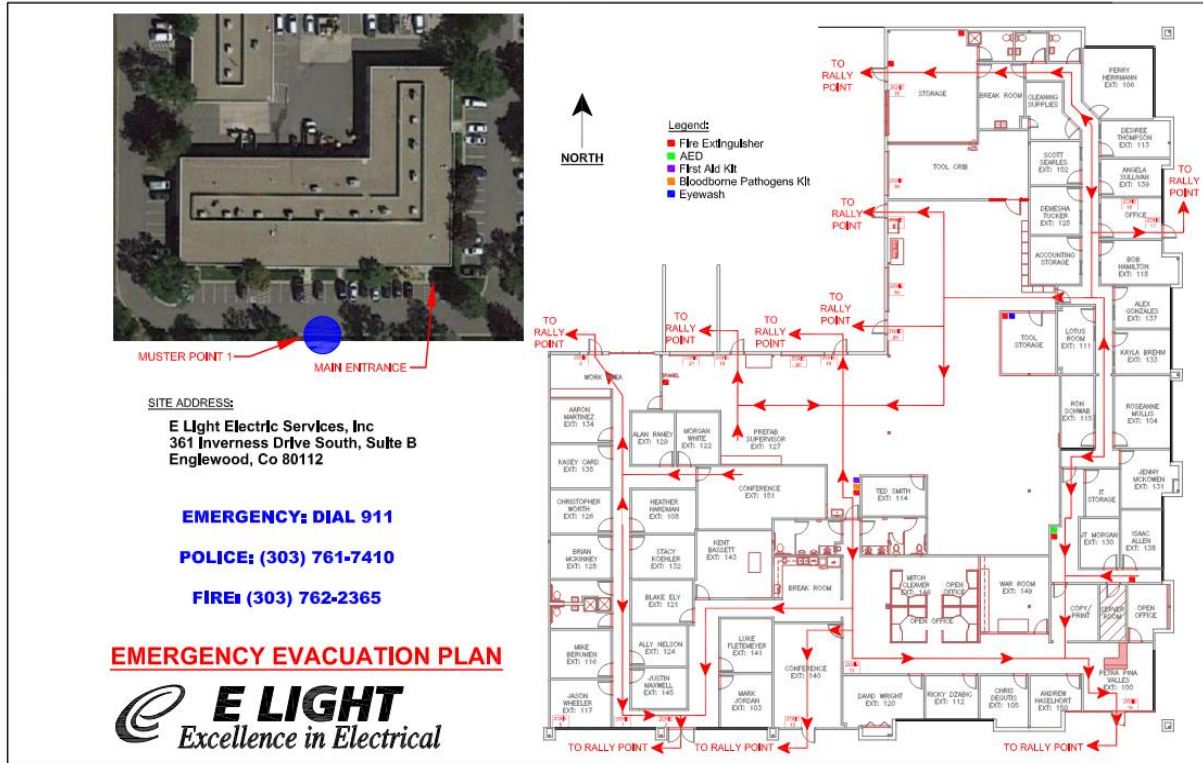 MUSTER POINT 1
MAIN ENTRANCE
SITE ADDRESS:
E Light Electric Services, Inc
361 Inverness Drive South, Suite B
Englewood, Co 80112
EMERGENCY: DIAL 911
POLICE: (303) 761-7410
FIRE: (303) 762-2365
EMERGENCY EVACUATION PLAN
E LIGHT
Excellence in Electrical
NORTH
Legend:
Fire Extinguisher
AED
First Aid Kit
Bloodborne Pathogens Kit
Eyewash
TO
RALLY
POINT
STORAGE
BREAK ROOM
CLEANING
SUPPLIES
PERRY
HERRMANN
EXT: 106
DESIREE
THOMPSON
EXT: 113
TOOL CRIB
SCOTT
SEARLES
EXT: 102
ANGELA
SULLIVAN
EXT: 139
TO
RALLY
POINT
TO
RALLY
POINT
DEMESHA
TUCKER
EXT: 125
OFFICE
ACCOUNTING
STORAGE
BOB
HAMILTON
EXT: 118
TO
RALLY
POINT
TO
RALLY
POINT
TO
RALLY
POINT
TO
RALLY
POINT
ALEX
GONZALES
EXT: 137
TOOL
STORAGE
LOTUS
ROOM
EXT: 111
KAYLA BREHM
EXT: 133
WORK AREA
PANEL
AARON
MARTINEZ
EXT: 134
ALAN RANEY
EXT: 129
MORGAN
WHITE
EXT: 122
PREFAB
SUPERVISOR
EXT: 127
RON
SCHWAB
EXT: 115
ROSEANNE
MULLIS
EXT: 104
KASEY CARD
EXT: 135
CONFERENCE
EXT: 151
TED SMITH
EXT: 114
IT
STORAGE
JENNY
MCKOWEN
EXT: 131
CHRISTOPHER
WORTH
EXT: 126
HEATHER
HARDMAN
EXT: 108
JT MORGAN
EXT: 130
ISAAC
ALLEN
EXT: 138
BRIAN
MCKINNEY
EXT: 128
STACY
KOEHLER
EXT: 132
KENT
BASSETT
EXT: 143
BREAK ROOM
MITCH
CLEAVER
OPEN
OFFICE
WAR ROOM
EXT: 149
BLAKE ELY
EXT: 121
OPEN OFFICE
COPY/
PRINT
SERVER
ROOM
OPEN
OFFICE
MIKE
BERUMEN
EXT: 116
ALLY NELSON
EXT: 124
LUKE
FLETEMEYER
EXT: 141
CONFERENCE
EXT: 140
JASON
WHEELER
EXT: 117
JUSTIN
MAXWELL
EXT: 145
MARK
JORDAN
EXT: 103
DAVID WRIGHT
EXT: 120
RICKY DZABIC
EXT: 112
CHRIS
DEGUTIS
EXT: 105
ANDREW
HASELHORT
EXT: 150
PETRA PINA
VALLES
EXT: 100
TO RALLY POINT
TO RALLY POINT
TO RALLY POINT